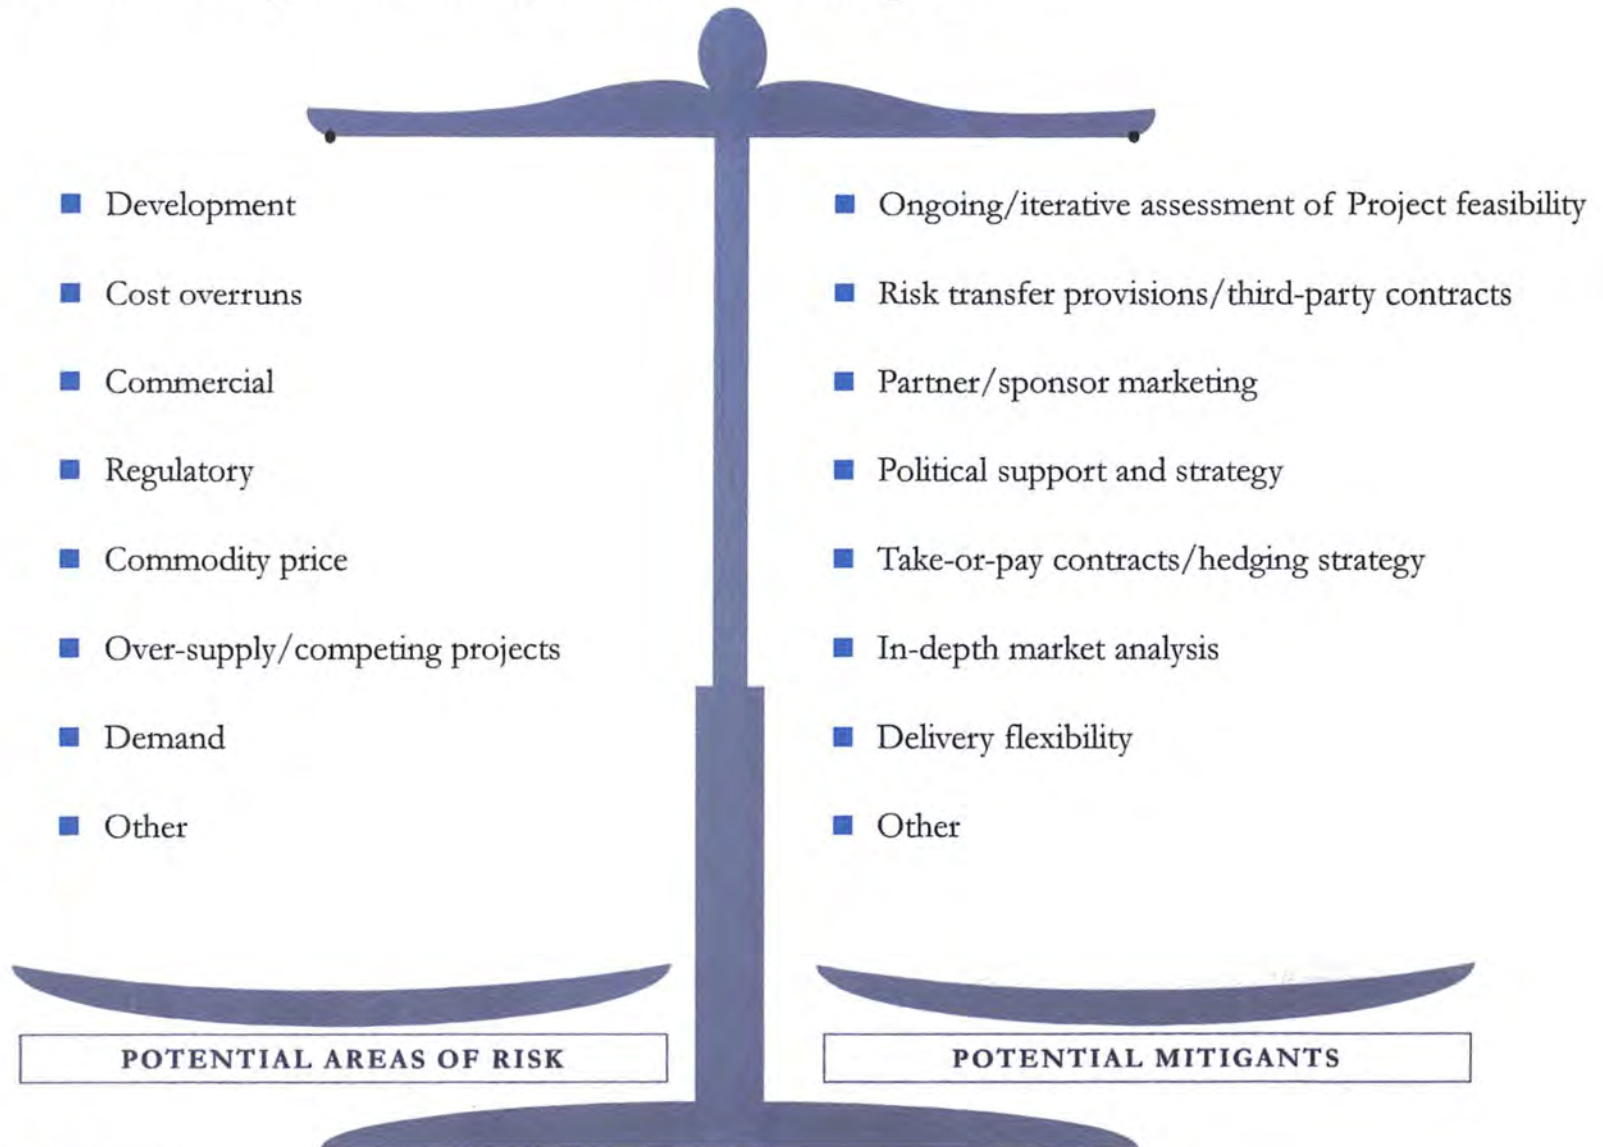 Development
Cost overruns
Commercial
Regulatory
Commodity price
Over-supply/competing projects
Demand
Other
POTENTIAL AREAS OF RISK
Ongoing/iterative assessment of Project feasibility
Risk transfer provisions/third-party contracts
Partner/sponsor marketing
Political support and strategy
Take-or-pay contracts/hedging strategy
In-depth market analysis
Delivery flexibility
Other
POTENTIAL MITIGANTS